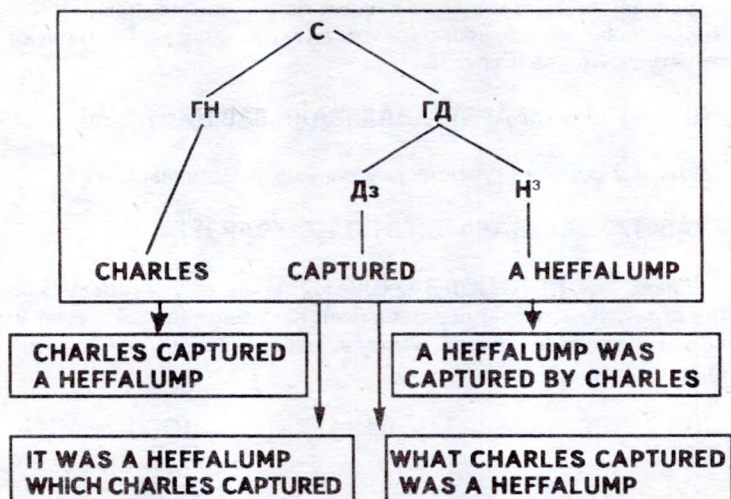 С
ГН ГД
Дз Н³
CHARLES CAPTURED A HEFFALUMP
CHARLES CAPTURED
A HEFFALUMP
A HEFFALUMP WAS
CAPTURED BY CHARLES
IT WAS A HEFFALUMP
WHICH CHARLES CAPTURED
WHAT CHARLES CAPTURED
WAS A HEFFALUMP